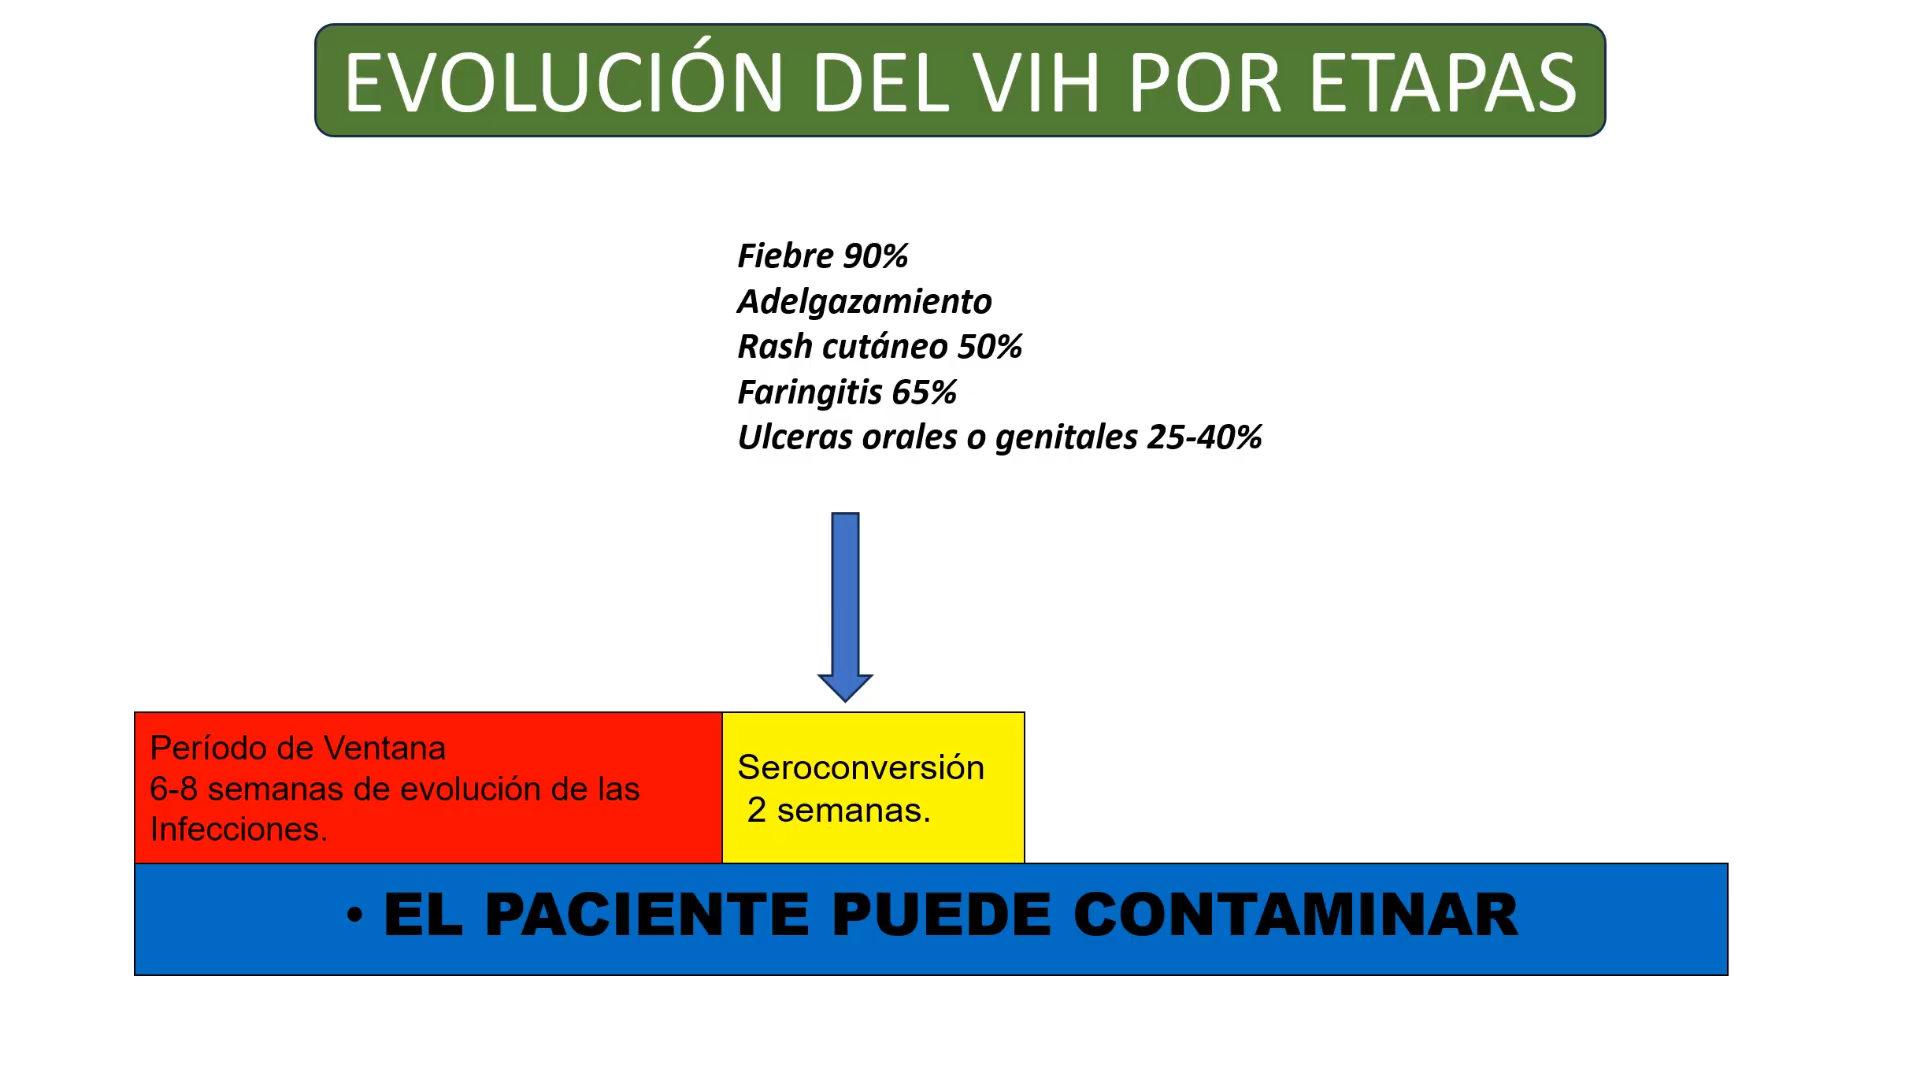 EVOLUCIÓN DEL VIH POR ETAPAS
Fiebre 90%
Adelgazamiento
Rash cutáneo 50%
Faringitis 65%
Ulceras orales o genitales 25-40%
Período de Ventana
6-8 semanas de evolución de las
Infecciones.
Seroconversión
2 semanas.
• EL PACIENTE PUEDE CONTAMINAR